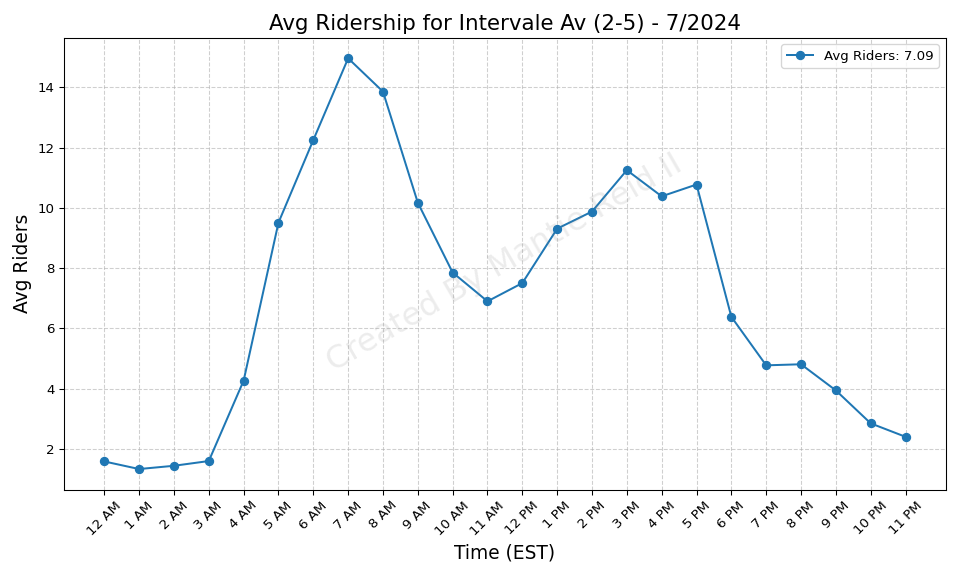 Avg Ridership for Intervale Av (2-5) - 7/2024
Avg Riders: 7.09
Avg Riders
14
12
10
8
6
4
2
Created By Mantle Reid II
12 AM 1 AM 2 AM 3 AM 4 AM 5 AM 6 AM 7 AM 8 AM 9 AM 10 AM 11 AM 12 PM 1 PM 2 PM 3 PM 4 PM 5 PM 6 PM 7 PM 8 PM 9 PM 10 PM 11 PM
Time (EST)